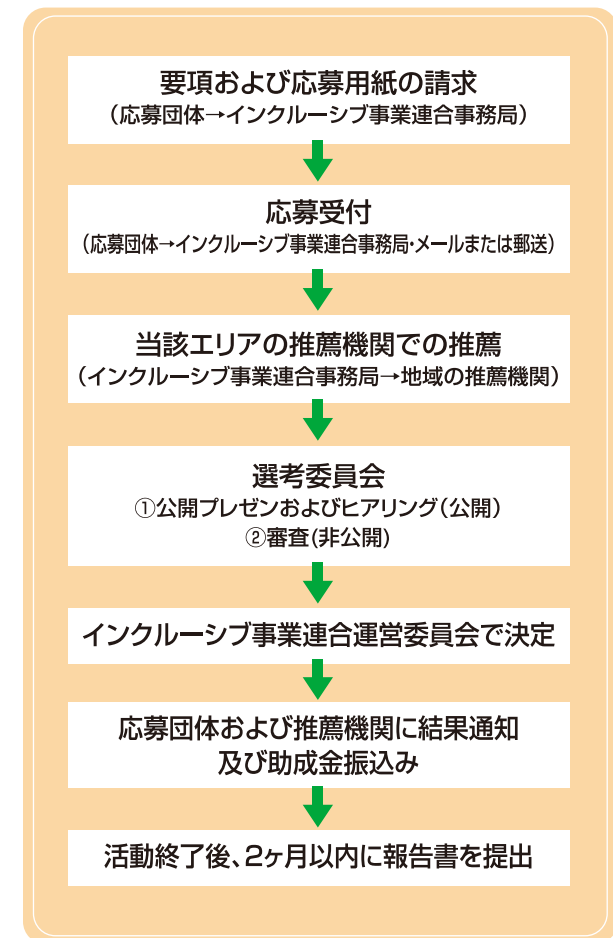 要項および応募用紙の請求
(応募団体→インクルーシブ事業連合事務局)
応募受付
(応募団体→インクルーシブ事業連合事務局・メールまたは郵送)
当該エリアの推薦機関での推薦
(インクルーシブ事業連合事務局→地域の推薦機関)
選考委員会
①公開プレゼンおよびヒアリング(公開)
②審査(非公開)
インクルーシブ事業連合運営委員会で決定
応募団体および推薦機関に結果通知
及び助成金振込み
活動終了後、2ヶ月以内に報告書を提出